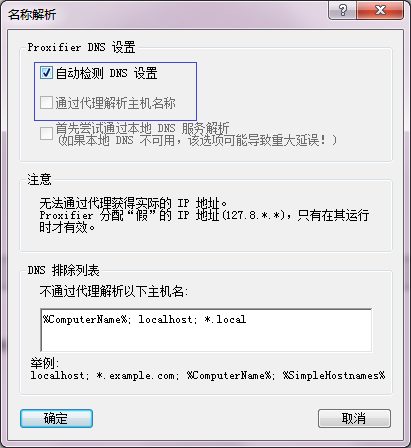 名称解析
Proxifier DNS 设置
自动检测 DNS 设置
通过代理解析主机名称
首先尝试通过本地 DNS 服务解析
(如果本地 DNS 不可用，该选项可能导致重大延误！)
注意
无法通过代理获得实际的 IP 地址。
Proxifier 分配“假”的 IP 地址(127.8.*.*)，只有在其运行
时才有效。
DNS 排除列表
不通过代理解析以下主机名:
%ComputerName%; localhost; *.local
举例:
localhost; *.example.com; %ComputerName%; %SimpleHostnames%
确定
取消